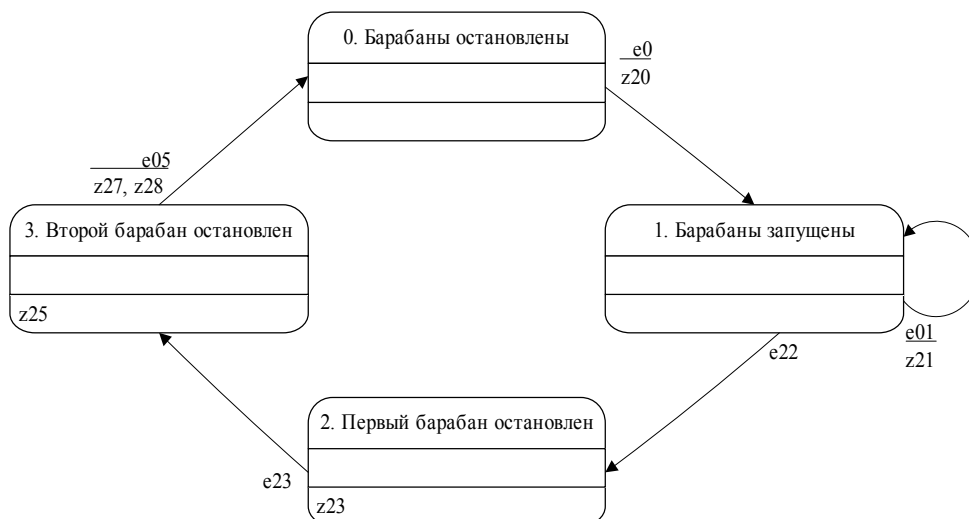 0. Барабаны остановлены
e0
z20
e05
z27, z28
3. Второй барабан остановлен
z25
1. Барабаны запущены
e01
z21
e22
2. Первый барабан остановлен
e23
z23